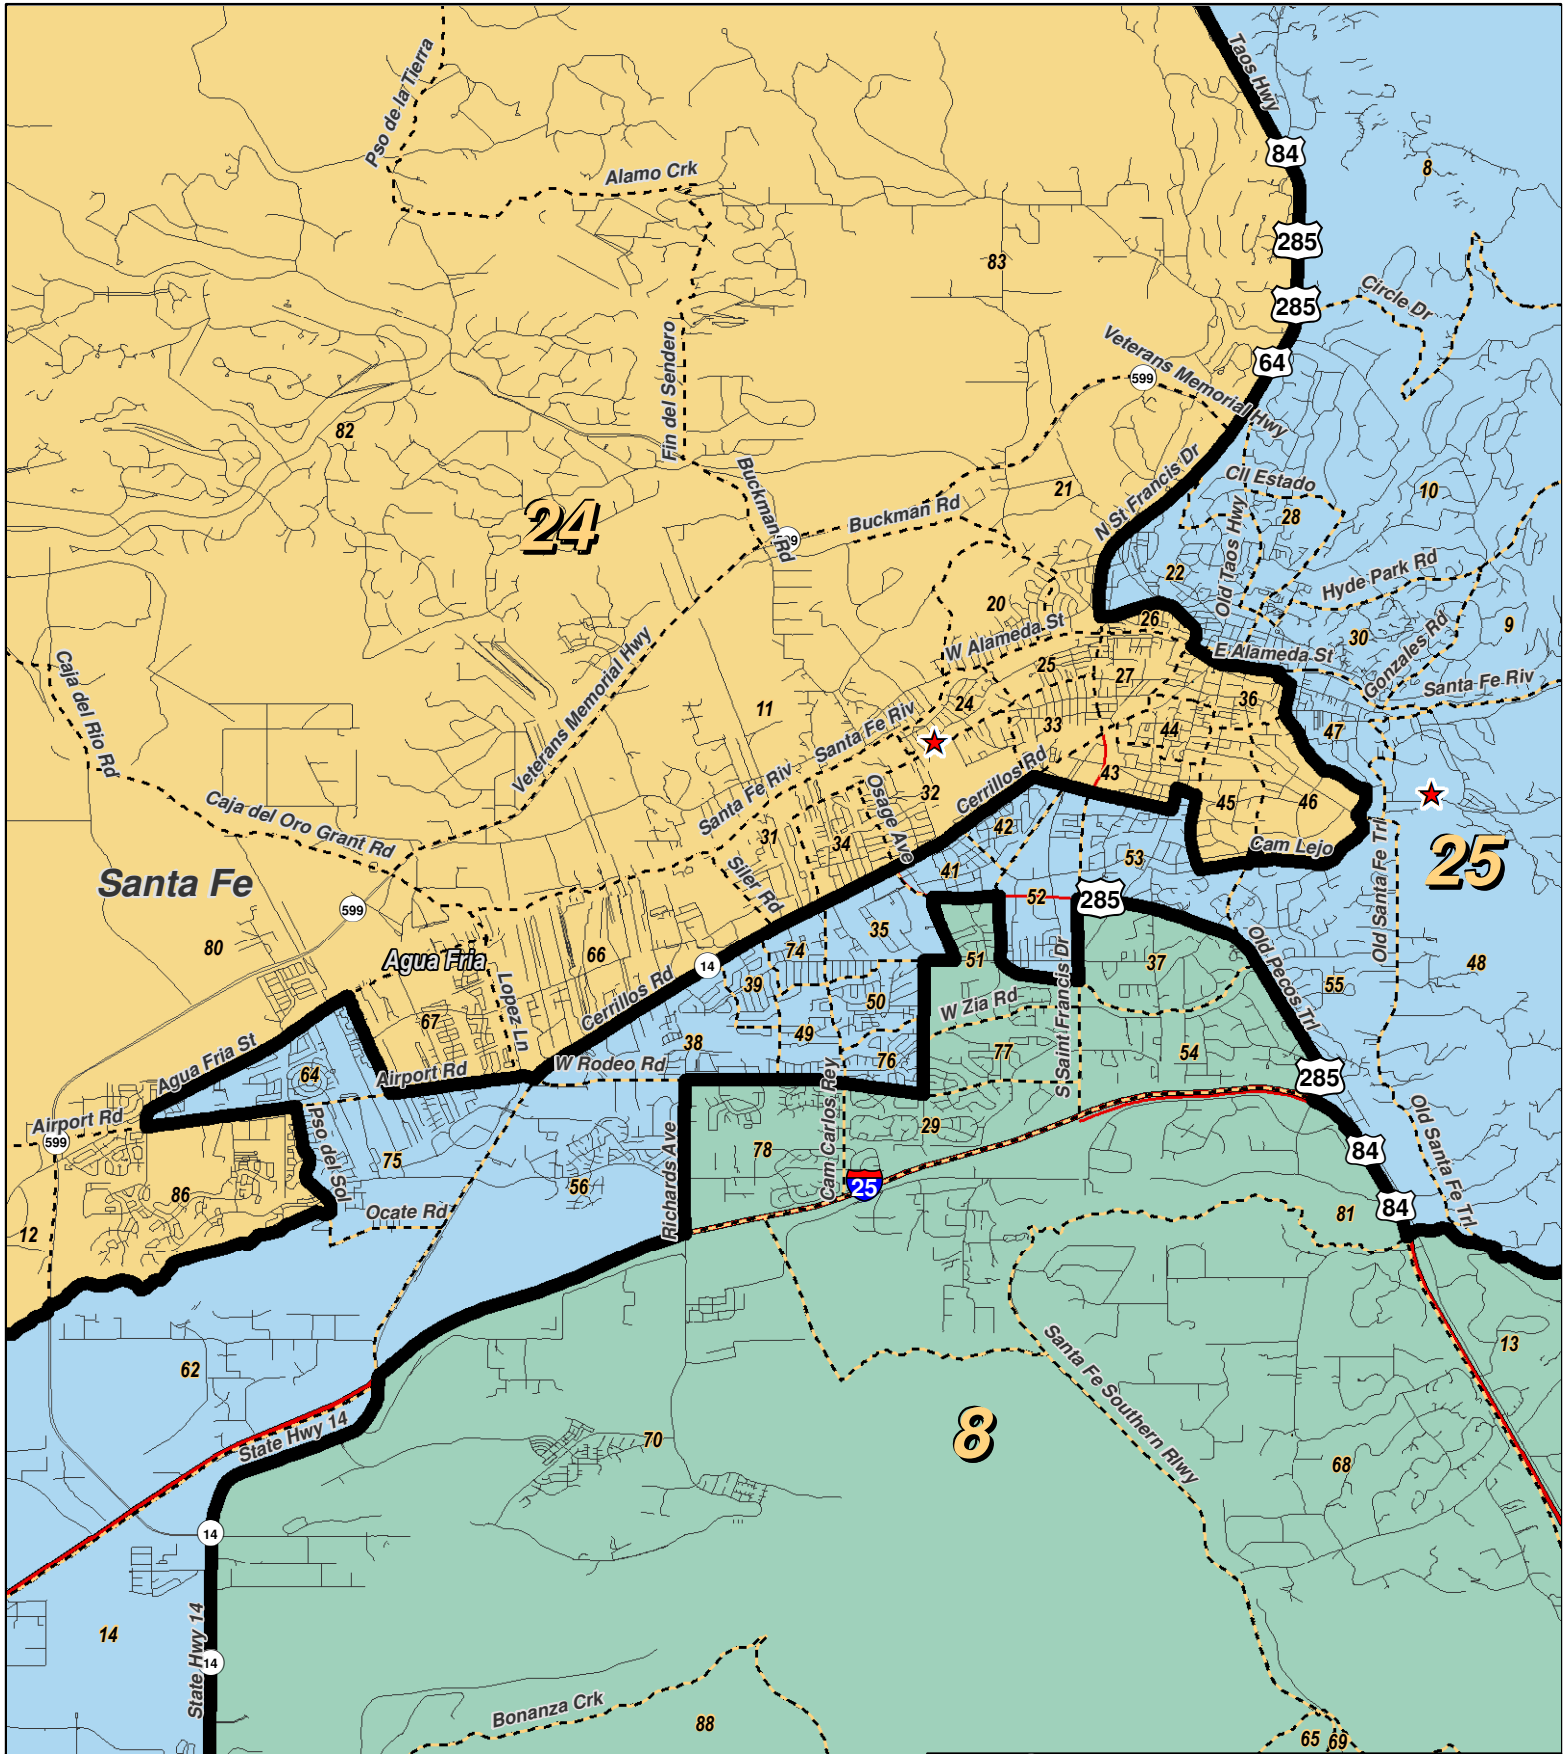 Taos Hwy
Pso de la Tierra
84
8
Alamo Crk
285
83
285
Circle Dr
Fin del Sendero
64
Veterans Memorial Hwy
599
82
N St Francis Dr
Cll Estado
21
10
Buckman Rd
Buckman Rd
28
24
Old Taos Hwy
22
Hyde Park Rd
20
26
W Alameda St
Gonzales Rd
9
30
E Alameda St
Veterans Memorial Hwy
25
27
Santa Fe Riv
Caja del Rio Rd
36
24
11
Santa Fe Riv
33
44
47
Santa Fe Riv
Cerrillos Rd
43
32
Osage Ave
45
46
42
Caja del Oro Grant Rd
31
34
Cam Lejo
Old Santa Fe Trl
25
53
41
Siler Rd
Santa Fe
52
285
599
35
80
Agua Fria
66
74
51
37
48
14
Old Pecos Trl
S Saint Francis Dr
39
55
Lopez Ln
Cerrillos Rd
50
W Zia Rd
67
49
38
77
54
Agua Fria St
W Rodeo Rd
76
64
Airport Rd
285
Airport Rd
Pso del Sol
Richards Ave
Cam Carlos Rey
29
Old Santa Fe Trl
599
78
84
75
25
56
86
84
Ocate Rd
81
12
13
Santa Fe Southern Rlwy
62
State Hwy 14
70
8
68
14
14
State Hwy 14
14
Bonanza Crk
88
65
69